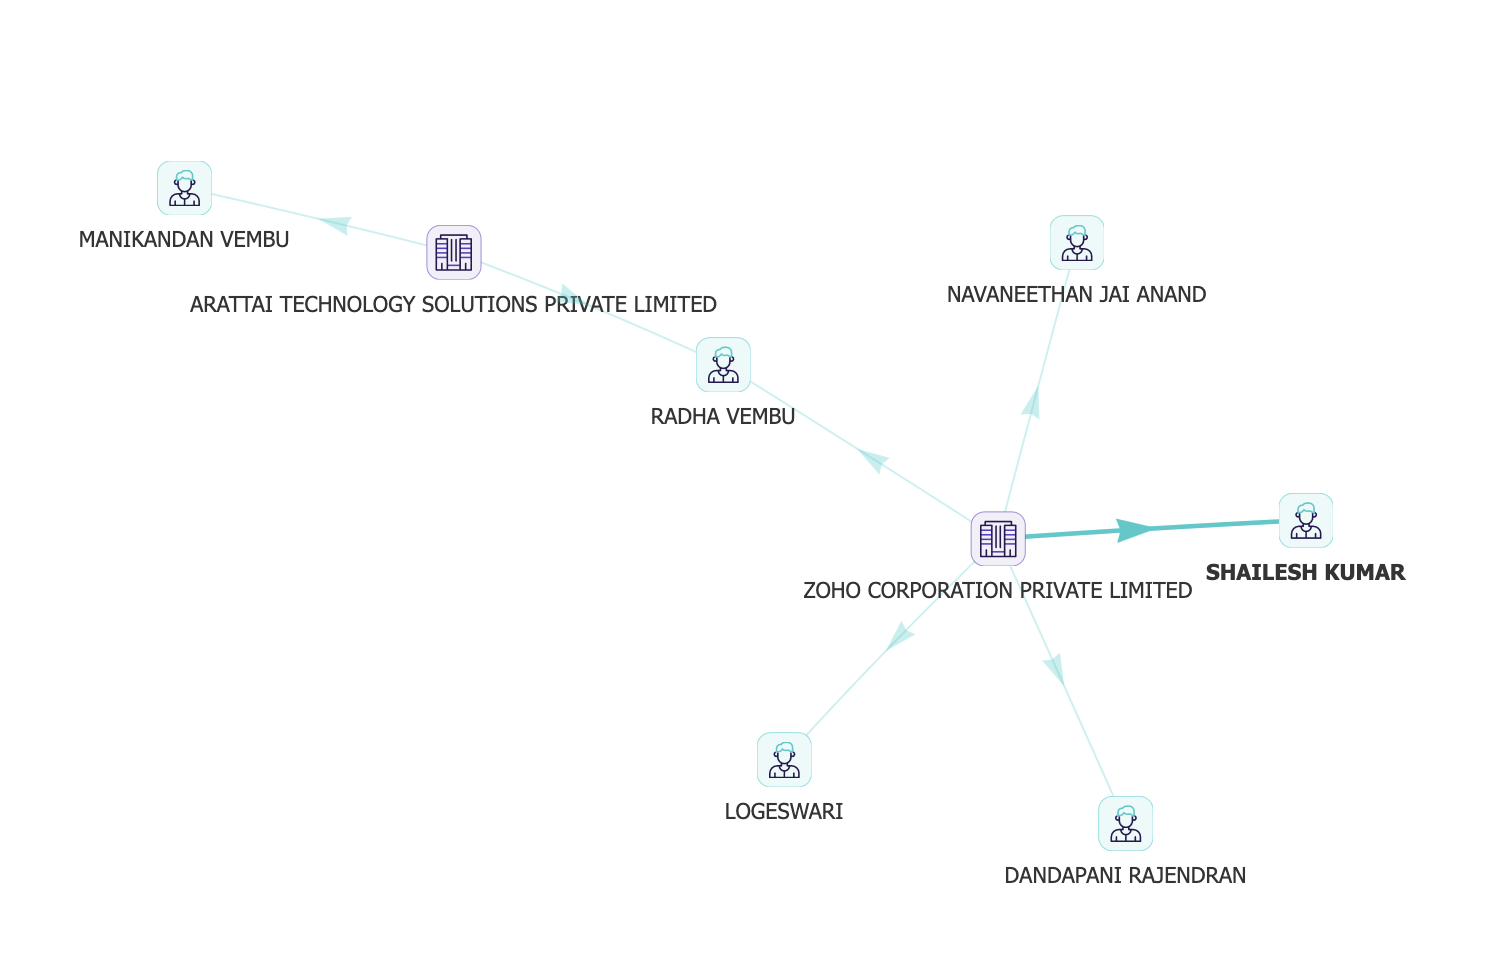 MANIKANDAN VEMBU
ARATTAI TECHNOLOGY SOLUTIONS PRIVATE LIMITED
NAVANEETHAN JAI ANAND
RADHA VEMBU
SHAILESH KUMAR
ZOHO CORPORATION PRIVATE LIMITED
LOGESWARI
DANDAPANI RAJENDRAN